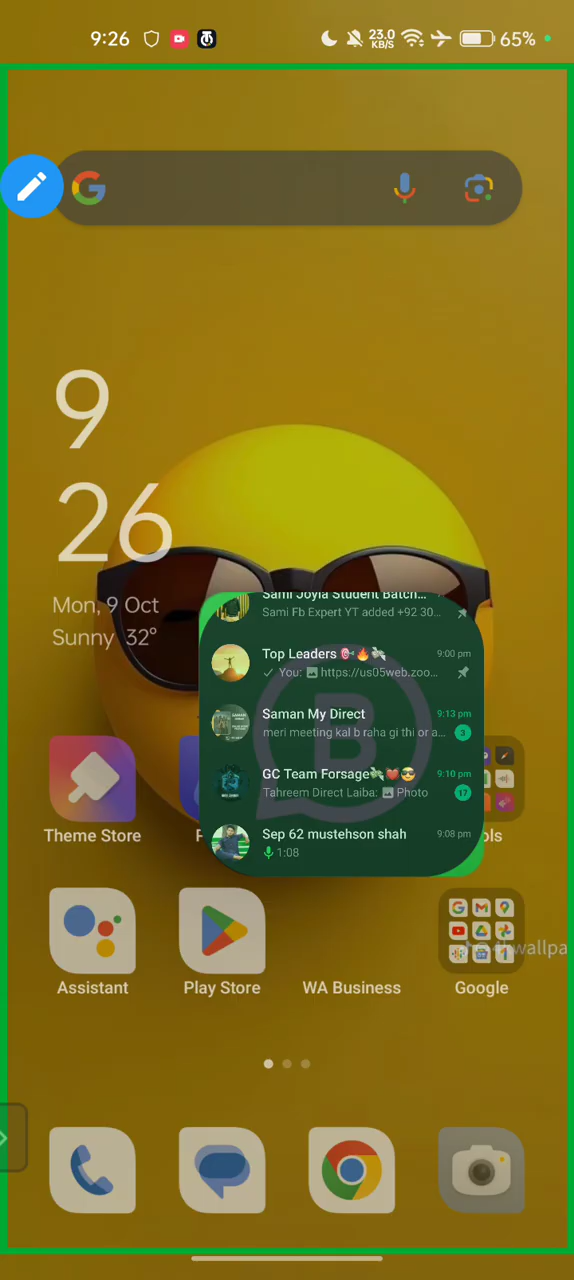 9:26
23.0
KB/S
65%
9
26
Mon, 9 Oct
Sunny 32°
Sami Joyia Student Batch...
Sami Fb Expert YT added +92 30...
Top Leaders 🎯🔥💸
9:00 pm
✓ You: https://us05web.zoo...
Saman My Direct
9:13 pm
meri meeting kal b raha gi thi or a...
3
GC Team Forsage💸❤️😎
9:10 pm
Tahreem Direct Laiba: Photo
17
Sep 62 mustehson shah
9:08 pm
1:08
Theme Store
Assistant
Play Store
WA Business
Google